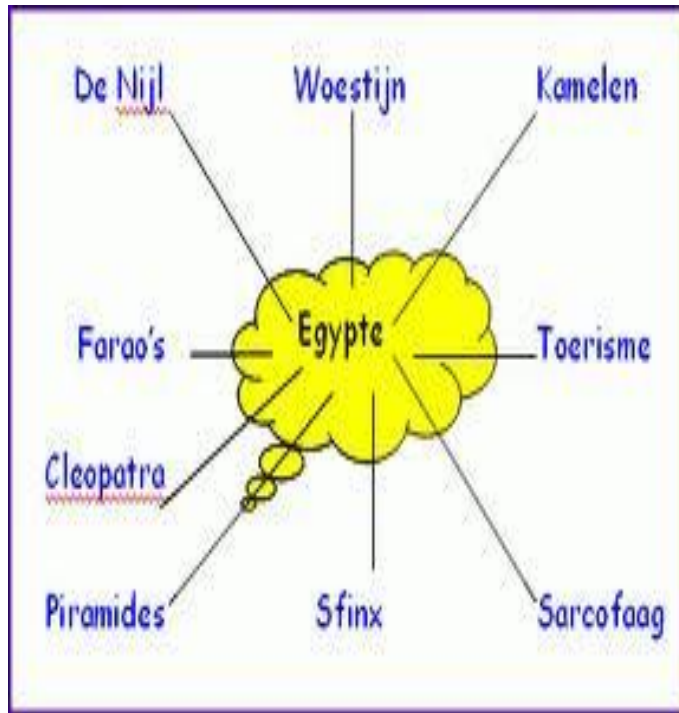 De Nijl Woestijn Kamelen
Farao's Egypte Toerisme
Cleopatra
Piramides Sfinx Sarcofaag